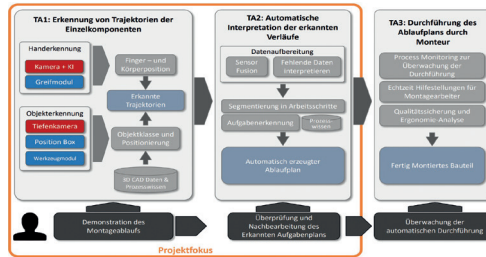 TA1: Erkennung von Trajektorien der
Einzelkomponenten
Handerkennung
Kamera + KI
Greifmodul
Finger – und
Körperposition
Erkannte
Trajektorien
Objekterkennung
Tiefenkamera
Position Box
Werkzeugmodul
Objektklasse und
Positionierung
3D CAD Daten &
Prozesswissen
Demonstration des
Montageablaufs
TA2: Automatische
Interpretation der erkannten
Verläufe
Datenaufbereitung
Sensor
Fusion
Fehlende Daten
Interpretieren
Segmentierung in Arbeitsschritte
Aufgabenerkennung
Prozess-
wissen
Automatisch erzeugter
Ablaufplan
Überprüfung und
Nachbearbeitung des
Erkannten Aufgabenplans
TA3: Durchführung des
Ablaufplans durch
Monteur
Process Monitoring zur
Überwachung der
Durchführung
Echtzeit Hilfestellungen für
Montagearbeiter
Qualitätssicherung und
Ergonomie-Analyse
Fertig Montiertes Bauteil
Überwachung der
automatischen Durchführung
Projektfokus